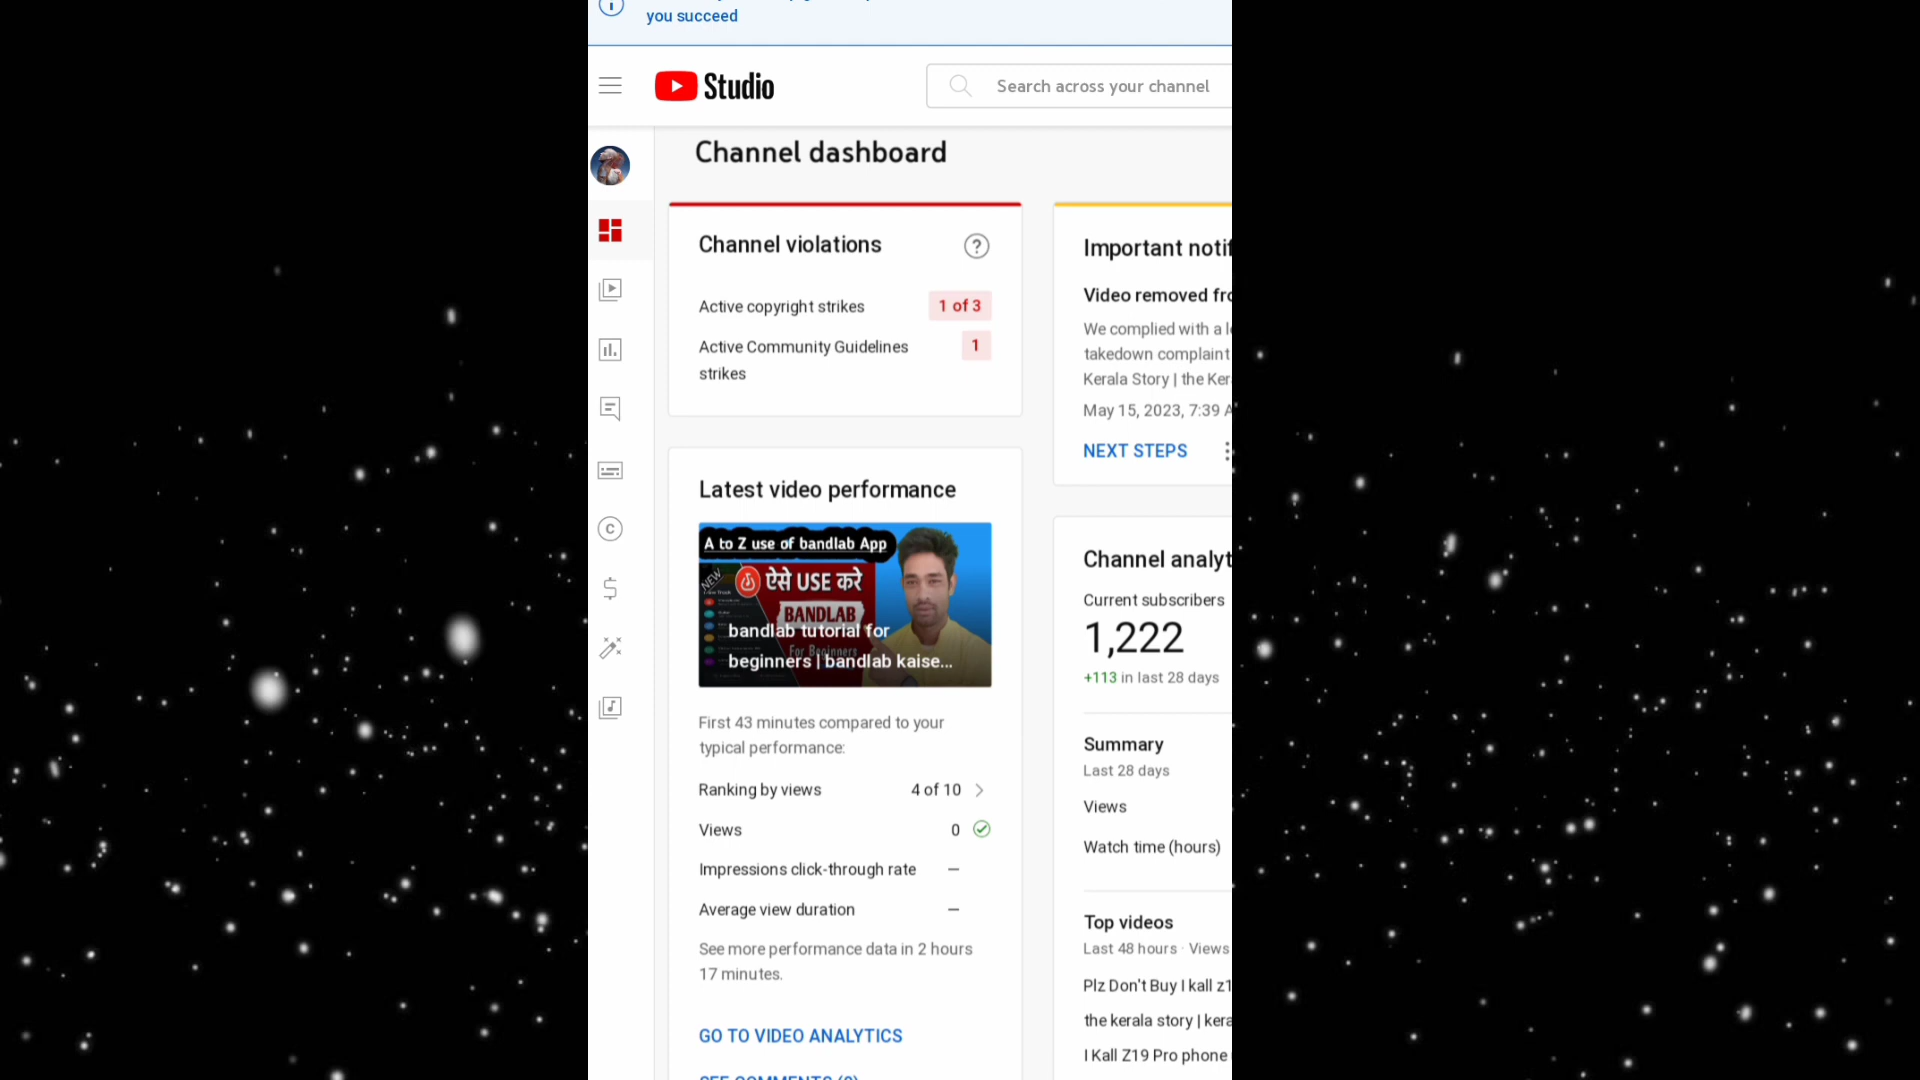 you succeed
Studio
Search across your channel
Channel dashboard
Channel violations
Active copyright strikes 1 of 3
Active Community Guidelines 1
strikes
Latest video performance
A to Z use of bandlab App
NEW
ऐसे USE करे
BANDLAB
For Beginners
bandlab tutorial for
beginners | bandlab kaise...
First 43 minutes compared to your
typical performance:
Ranking by views 4 of 10
Views 0
Impressions click-through rate —
Average view duration —
See more performance data in 2 hours
17 minutes.
GO TO VIDEO ANALYTICS
Important notif
Video removed fro
We complied with a l
takedown complaint
Kerala Story | the Ker
May 15, 2023, 7:39 A
NEXT STEPS
Channel analyt
Current subscribers
1,222
+113 in last 28 days
Summary
Last 28 days
Views
Watch time (hours)
Top videos
Last 48 hours · Views
Plz Don't Buy I kall z1
the kerala story | kera
I Kall Z19 Pro phone